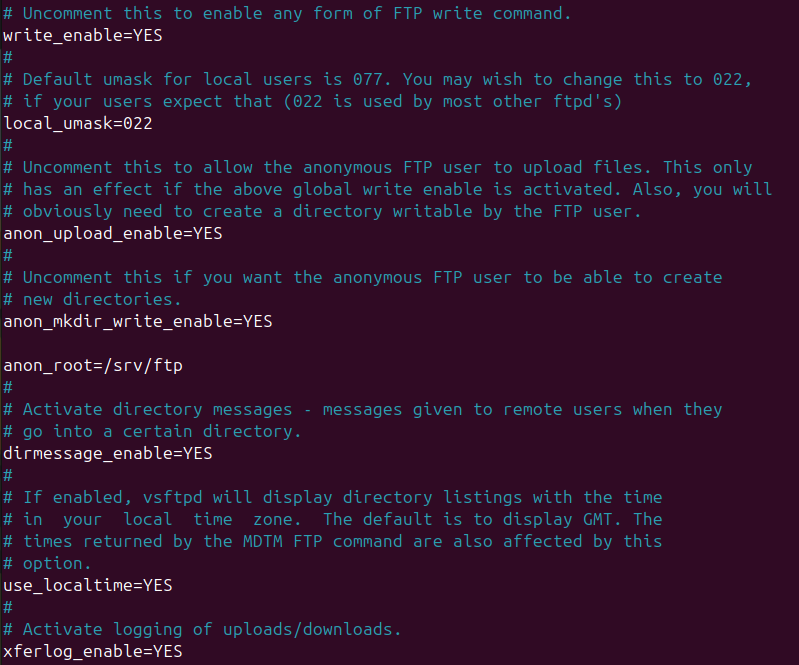 # Uncomment this to enable any form of FTP write command.
write_enable=YES
#
# Default umask for local users is 077. You may wish to change this to 022,
# if your users expect that (022 is used by most other ftpd's)
local_umask=022
#
# Uncomment this to allow the anonymous FTP user to upload files. This only
# has an effect if the above global write enable is activated. Also, you will
# obviously need to create a directory writable by the FTP user.
anon_upload_enable=YES
#
# Uncomment this if you want the anonymous FTP user to be able to create
# new directories.
anon_mkdir_write_enable=YES

anon_root=/srv/ftp
#
# Activate directory messages - messages given to remote users when they
# go into a certain directory.
dirmessage_enable=YES
#
# If enabled, vsftpd will display directory listings with the time
# in  your  local  time  zone.  The default is to display GMT. The
# times returned by the MDTM FTP command are also affected by this
# option.
use_localtime=YES
#
# Activate logging of uploads/downloads.
xferlog_enable=YES